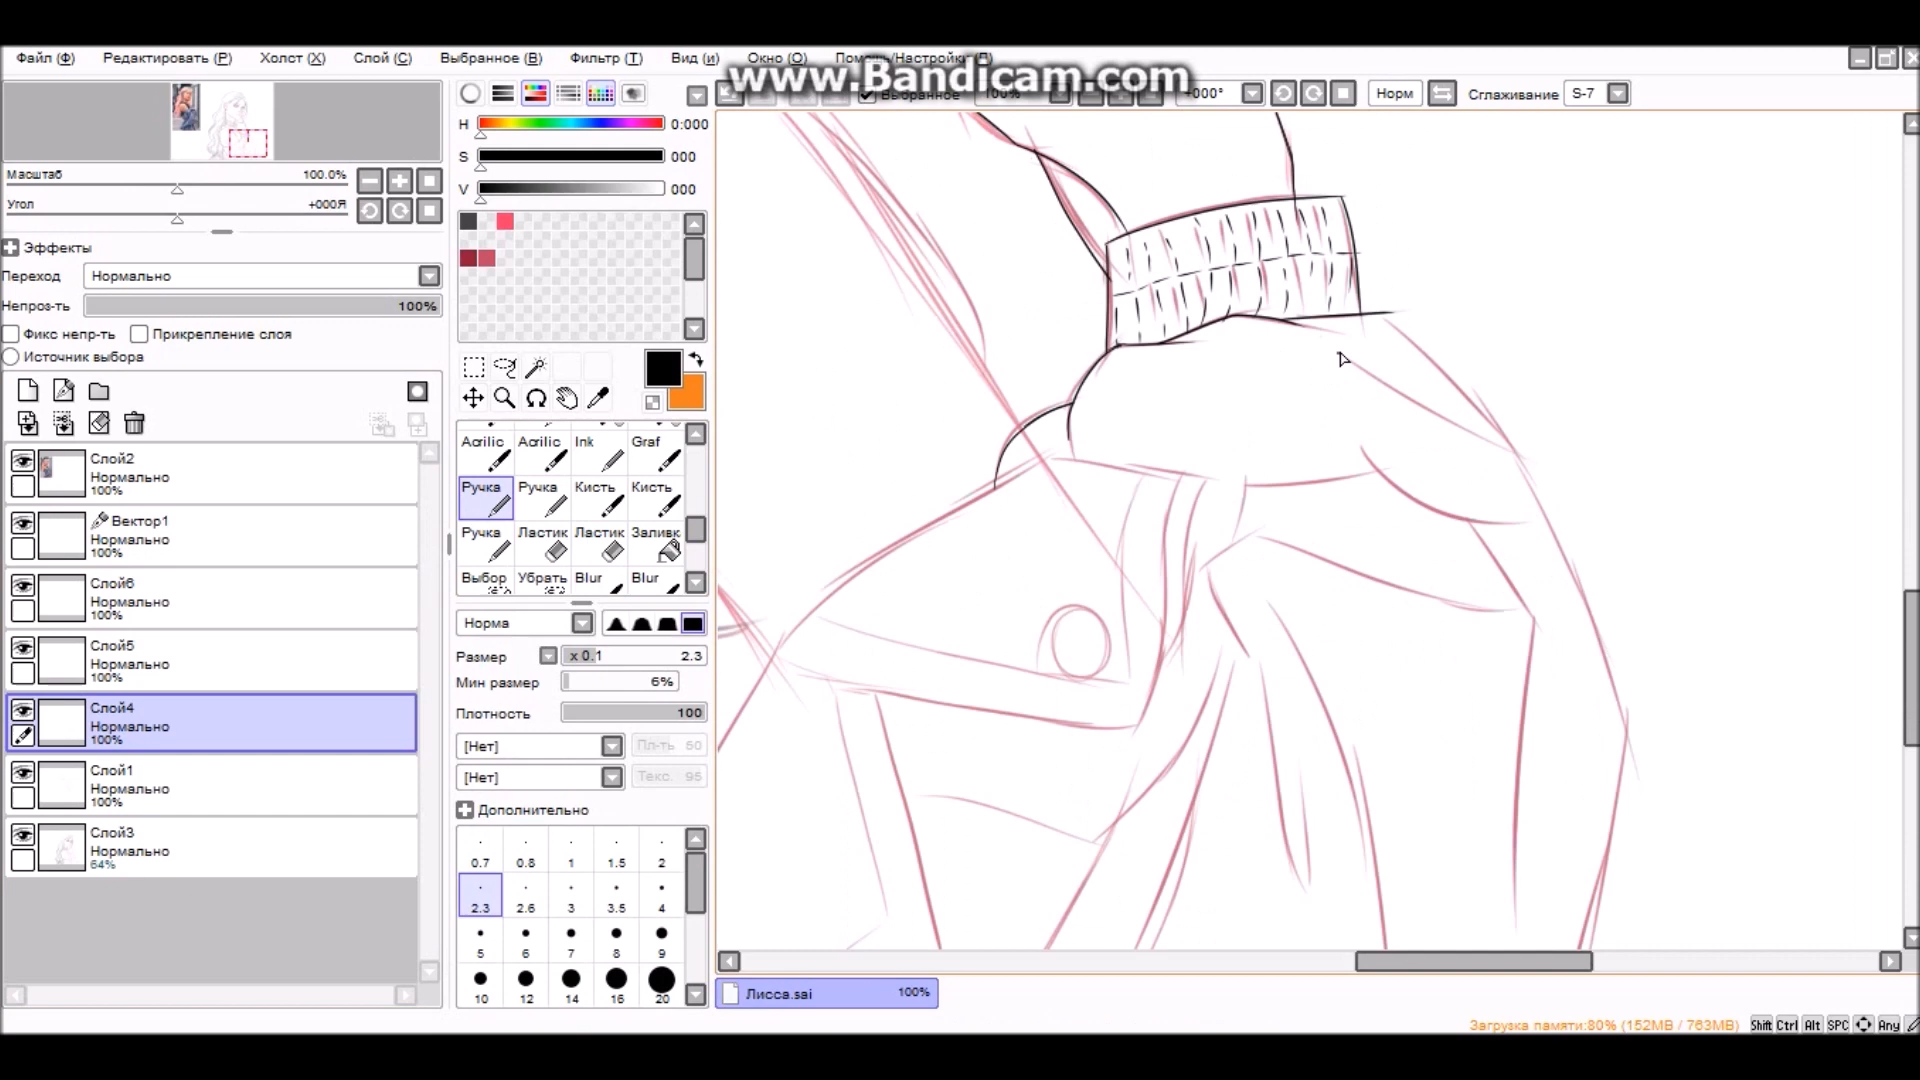 Файл (Ф) Редактировать (Р) Холст (Х) Слой (С) Выбранное (В) Фильтр (Т) Вид (и) Окно (О) Помощь/Настройки
www.Bandicam.com
Выбранное 100% +000° Норм Сглаживание S-7
H 0:000
S 000
V 000
Масштаб 100.0%
Угол +000Я
Эффекты
Переход Нормально
Непроз-ть 100%
Фикс непр-ть Прикрепление слоя
Источник выбора
Слой2
Нормально
100%
Вектор1
Нормально
100%
Слой6
Нормально
100%
Слой5
Нормально
100%
Слой4
Нормально
100%
Слой1
Нормально
100%
Слой3
Нормально
64%
Acrilic Acrilic Ink Graf
Ручка Ручка Кисть Кисть
Ручка Ластик Ластик Заливк
Выбор Убрать Blur Blur
Норма
Размер x 0.1 2.3
Мин размер 6%
Плотность 100
[Нет] Пл-ть 50
[Нет] Текс. 95
Дополнительно
0.7 0.8 1 1.5 2
2.3 2.6 3 3.5 4
5 6 7 8 9
10 12 14 16 20
Лисса.sai 100%
Загрузка памяти:80% (152MB / 763MB) Shift Ctrl Alt SPC Any